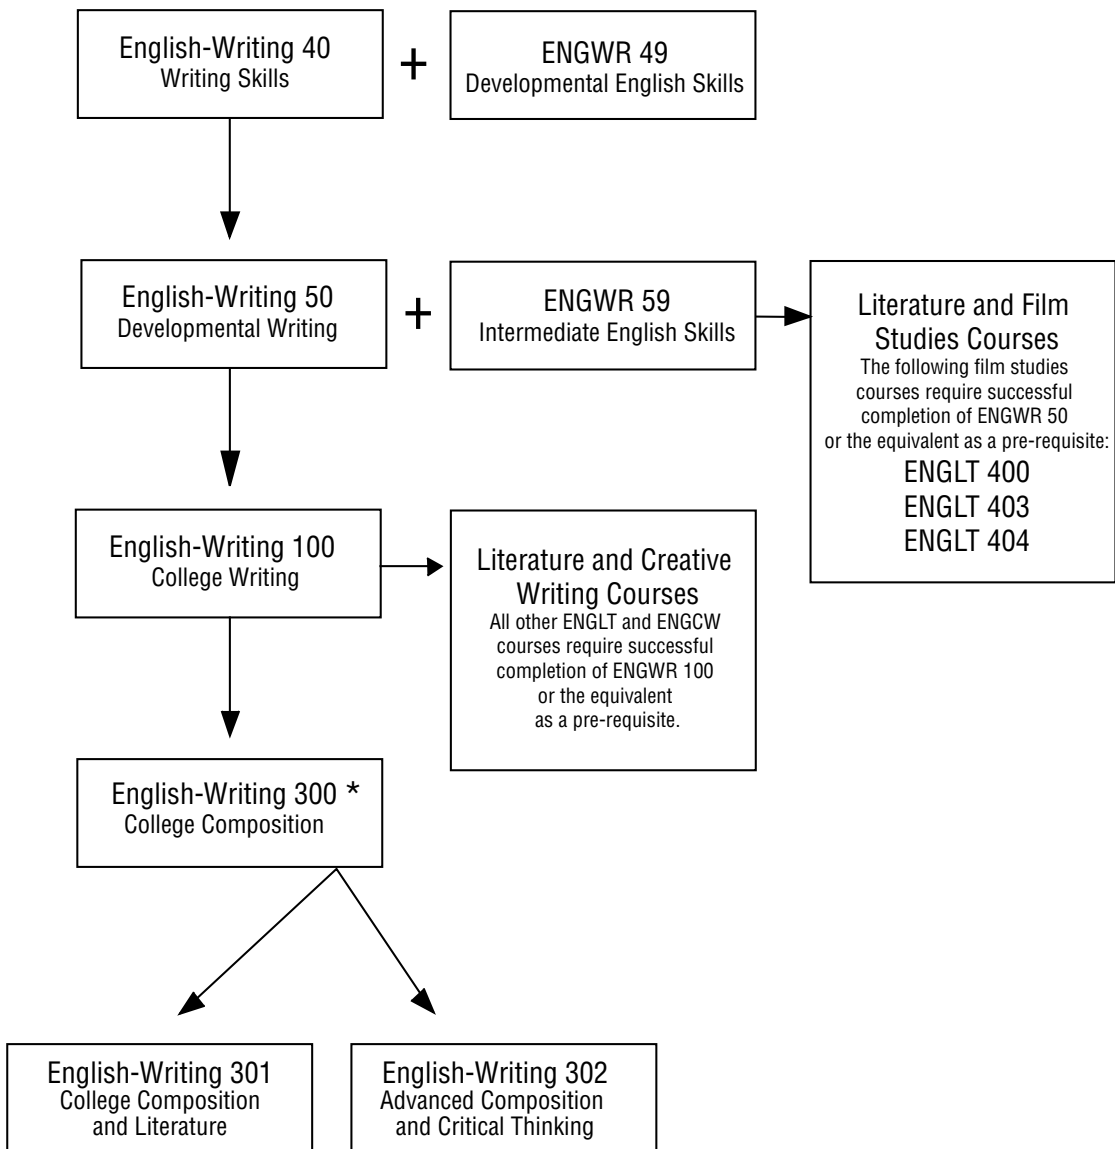 English-Writing 40
Writing Skills
+
ENGWR 49
Developmental English Skills
English-Writing 50
Developmental Writing
+
ENGWR 59
Intermediate English Skills
Literature and Film
Studies Courses
The following film studies
courses require successful
completion of ENGWR 50
or the equivalent as a pre-requisite:
ENGLT 400
ENGLT 403
ENGLT 404
English-Writing 100
College Writing
Literature and Creative
Writing Courses
All other ENGLT and ENGCW
courses require successful
completion of ENGWR 100
or the equivalent
as a pre-requisite.
English-Writing 300 *
College Composition
English-Writing 301
College Composition
and Literature
English-Writing 302
Advanced Composition
and Critical Thinking